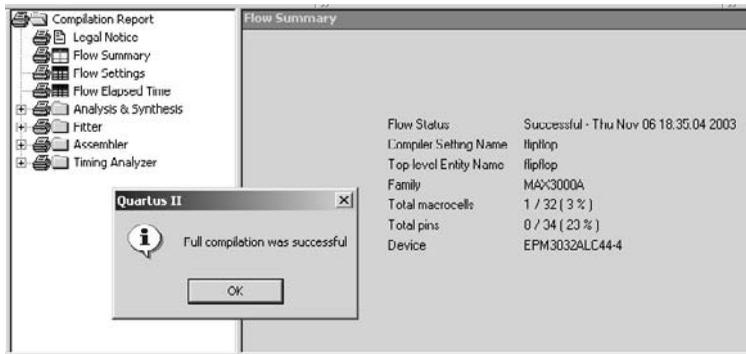 Compilation Report
Legal Notice
Flow Summary
Flow Settings
Flow Elapsed Time
Analysis & Synthesis
Fitter
Assembler
Timing Analyzer
Flow Summary
Flow Status Successful - Thu Nov 06 18:35:04 2003
Compiler Setting Name flipflop
Top-level Entity Name flipflop
Family MAX3000A
Total macrocells 1 / 32 ( 3 % )
Total pins 8 / 34 ( 23 % )
Device EPM3032ALC44-4
Quartus II
Full compilation was successful
OK